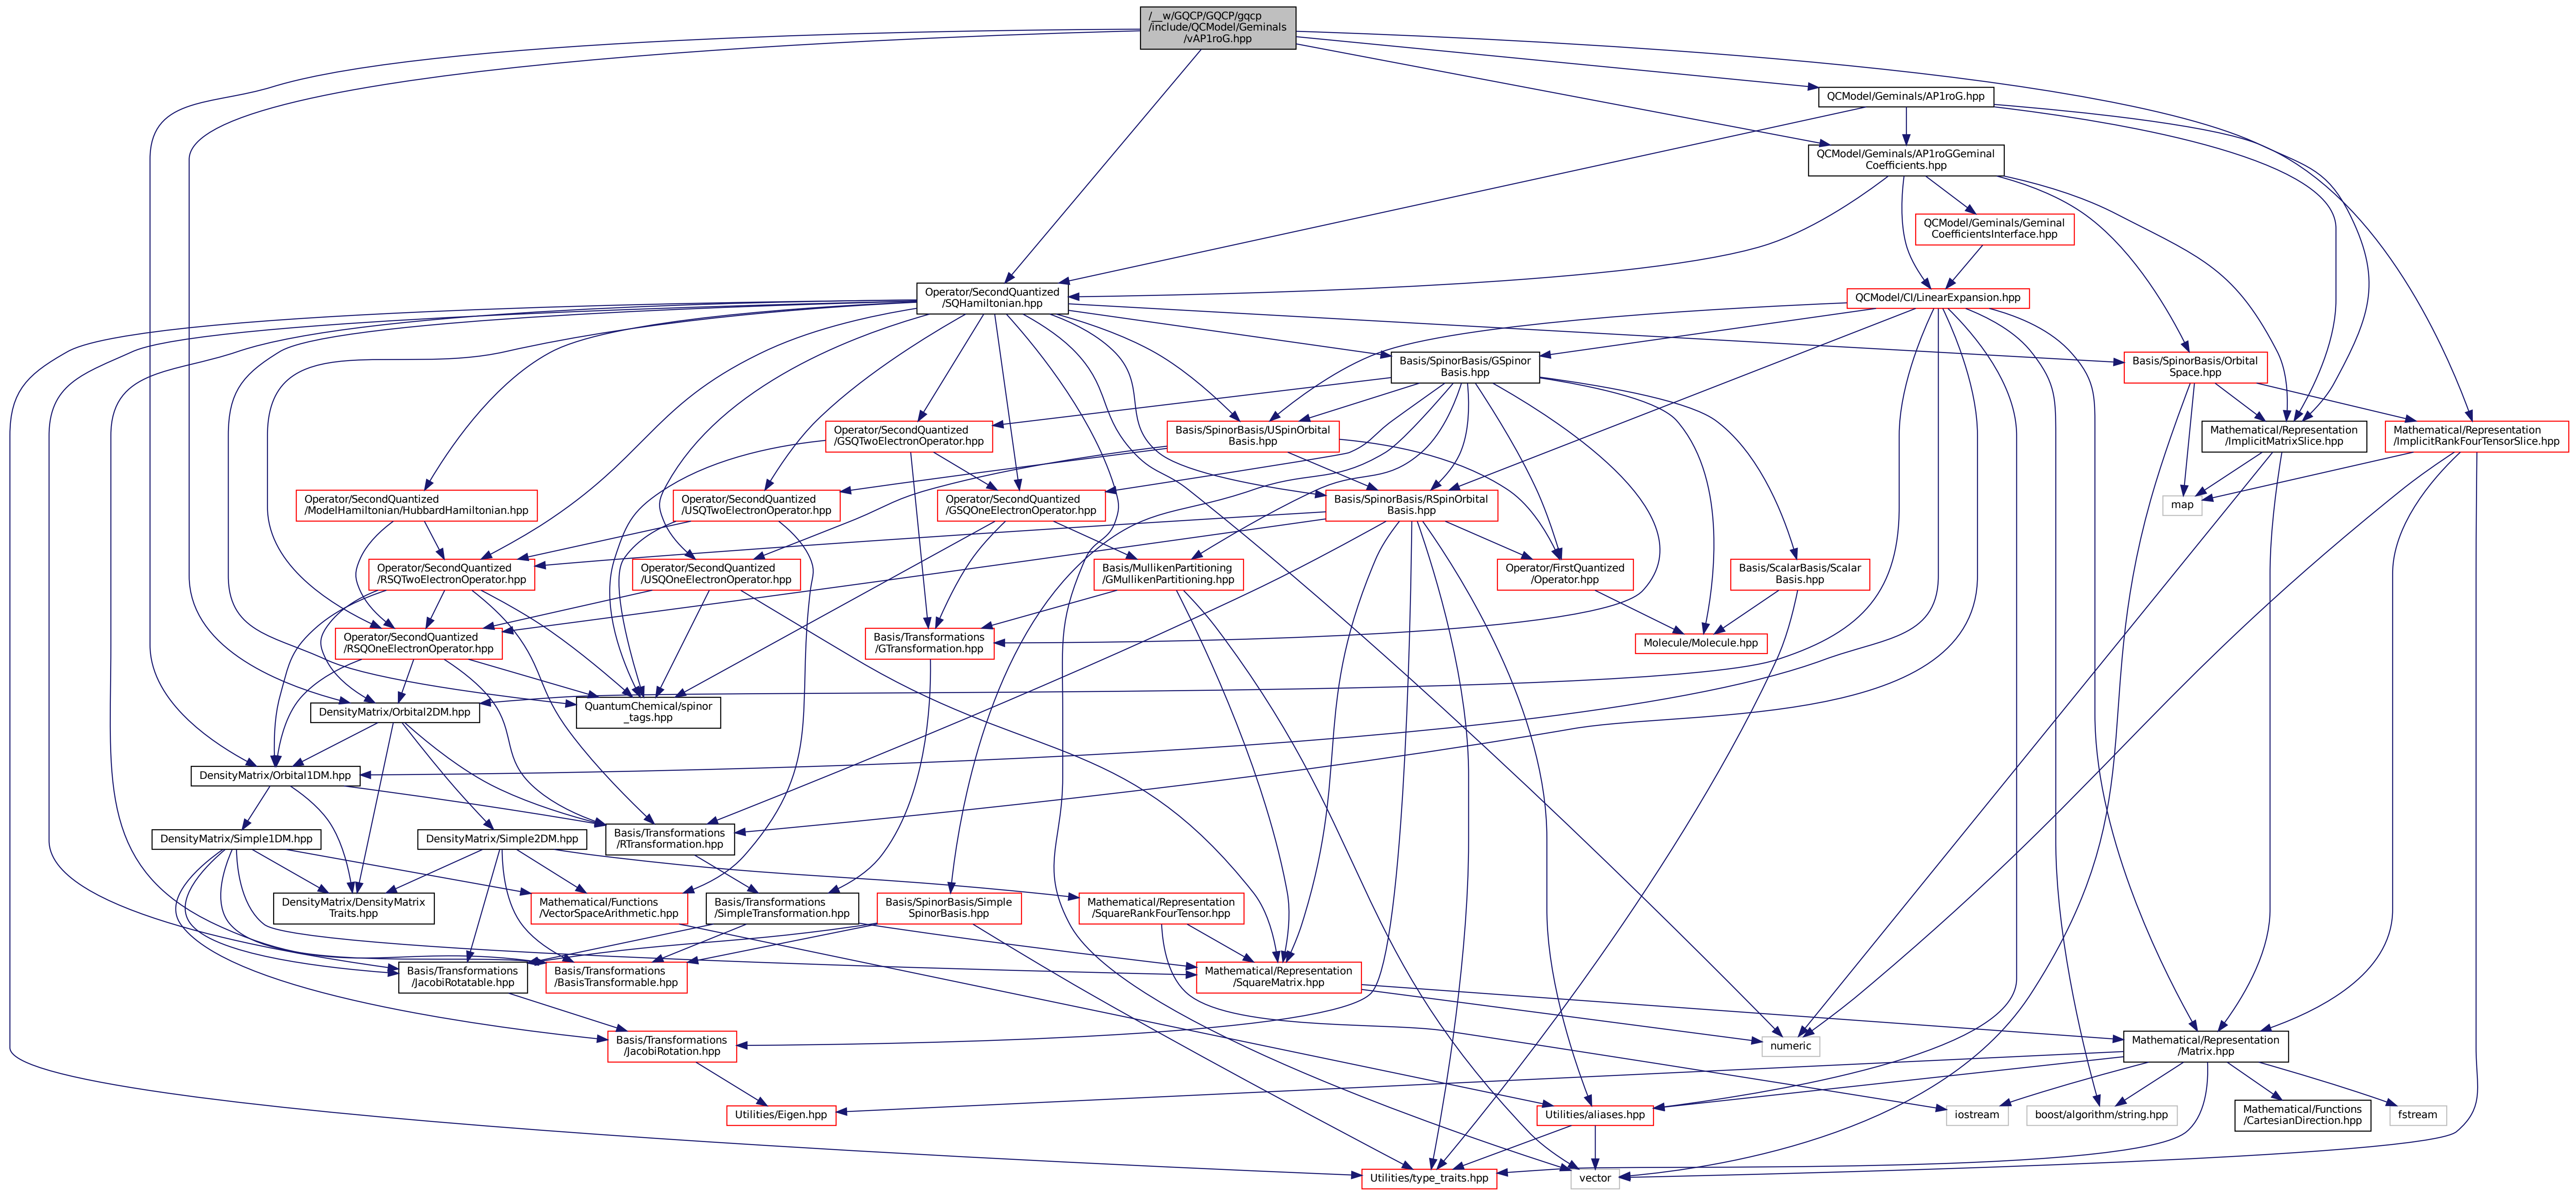 /__w/GQCP/GQCP/gqcp
/include/QCModel/Geminals
/vAP1roG.hpp
QCModel/Geminals/AP1roG.hpp
QCModel/Geminals/AP1roGGeminal
Coefficients.hpp
QCModel/Geminals/Geminal
CoefficientsInterface.hpp
Operator/SecondQuantized
/SQHamiltonian.hpp
QCModel/CI/LinearExpansion.hpp
Basis/SpinorBasis/GSpinor
Basis.hpp
Basis/SpinorBasis/Orbital
Space.hpp
Operator/SecondQuantized
/GSQTwoElectronOperator.hpp
Basis/SpinorBasis/USpinOrbital
Basis.hpp
Mathematical/Representation
/ImplicitMatrixSlice.hpp
Mathematical/Representation
/ImplicitRankFourTensorSlice.hpp
Operator/SecondQuantized
/ModelHamiltonian/HubbardHamiltonian.hpp
Operator/SecondQuantized
/USQTwoElectronOperator.hpp
Operator/SecondQuantized
/GSQOneElectronOperator.hpp
Basis/SpinorBasis/RSpinOrbital
Basis.hpp
map
Operator/SecondQuantized
/RSQTwoElectronOperator.hpp
Operator/SecondQuantized
/USQOneElectronOperator.hpp
Basis/MullikenPartitioning
/GMullikenPartitioning.hpp
Operator/FirstQuantized
/Operator.hpp
Basis/ScalarBasis/Scalar
Basis.hpp
Operator/SecondQuantized
/RSQOneElectronOperator.hpp
Basis/Transformations
/GTransformation.hpp
Molecule/Molecule.hpp
DensityMatrix/Orbital2DM.hpp
QuantumChemical/spinor
_tags.hpp
DensityMatrix/Orbital1DM.hpp
DensityMatrix/Simple1DM.hpp
DensityMatrix/Simple2DM.hpp
Basis/Transformations
/RTransformation.hpp
DensityMatrix/DensityMatrix
Traits.hpp
Mathematical/Functions
/VectorSpaceArithmetic.hpp
Basis/Transformations
/SimpleTransformation.hpp
Basis/SpinorBasis/Simple
SpinorBasis.hpp
Mathematical/Representation
/SquareRankFourTensor.hpp
Basis/Transformations
/JacobiRotatable.hpp
Basis/Transformations
/BasisTransformable.hpp
Mathematical/Representation
/SquareMatrix.hpp
Basis/Transformations
/JacobiRotation.hpp
numeric
Mathematical/Representation
/Matrix.hpp
Utilities/Eigen.hpp
Utilities/aliases.hpp
iostream
boost/algorithm/string.hpp
Mathematical/Functions
/CartesianDirection.hpp
fstream
Utilities/type_traits.hpp
vector